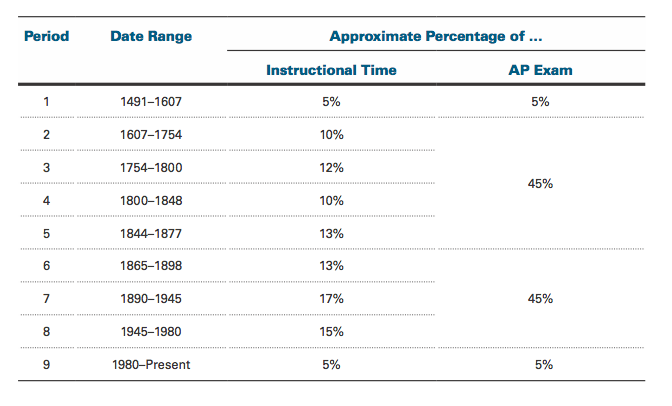 Period Date Range Approximate Percentage of ...
Instructional Time AP Exam
1 1491–1607 5% 5%
2 1607–1754 10%
3 1754–1800 12%
45%
4 1800–1848 10%
5 1844–1877 13%
6 1865–1898 13%
7 1890–1945 17% 45%
8 1945–1980 15%
9 1980–Present 5% 5%